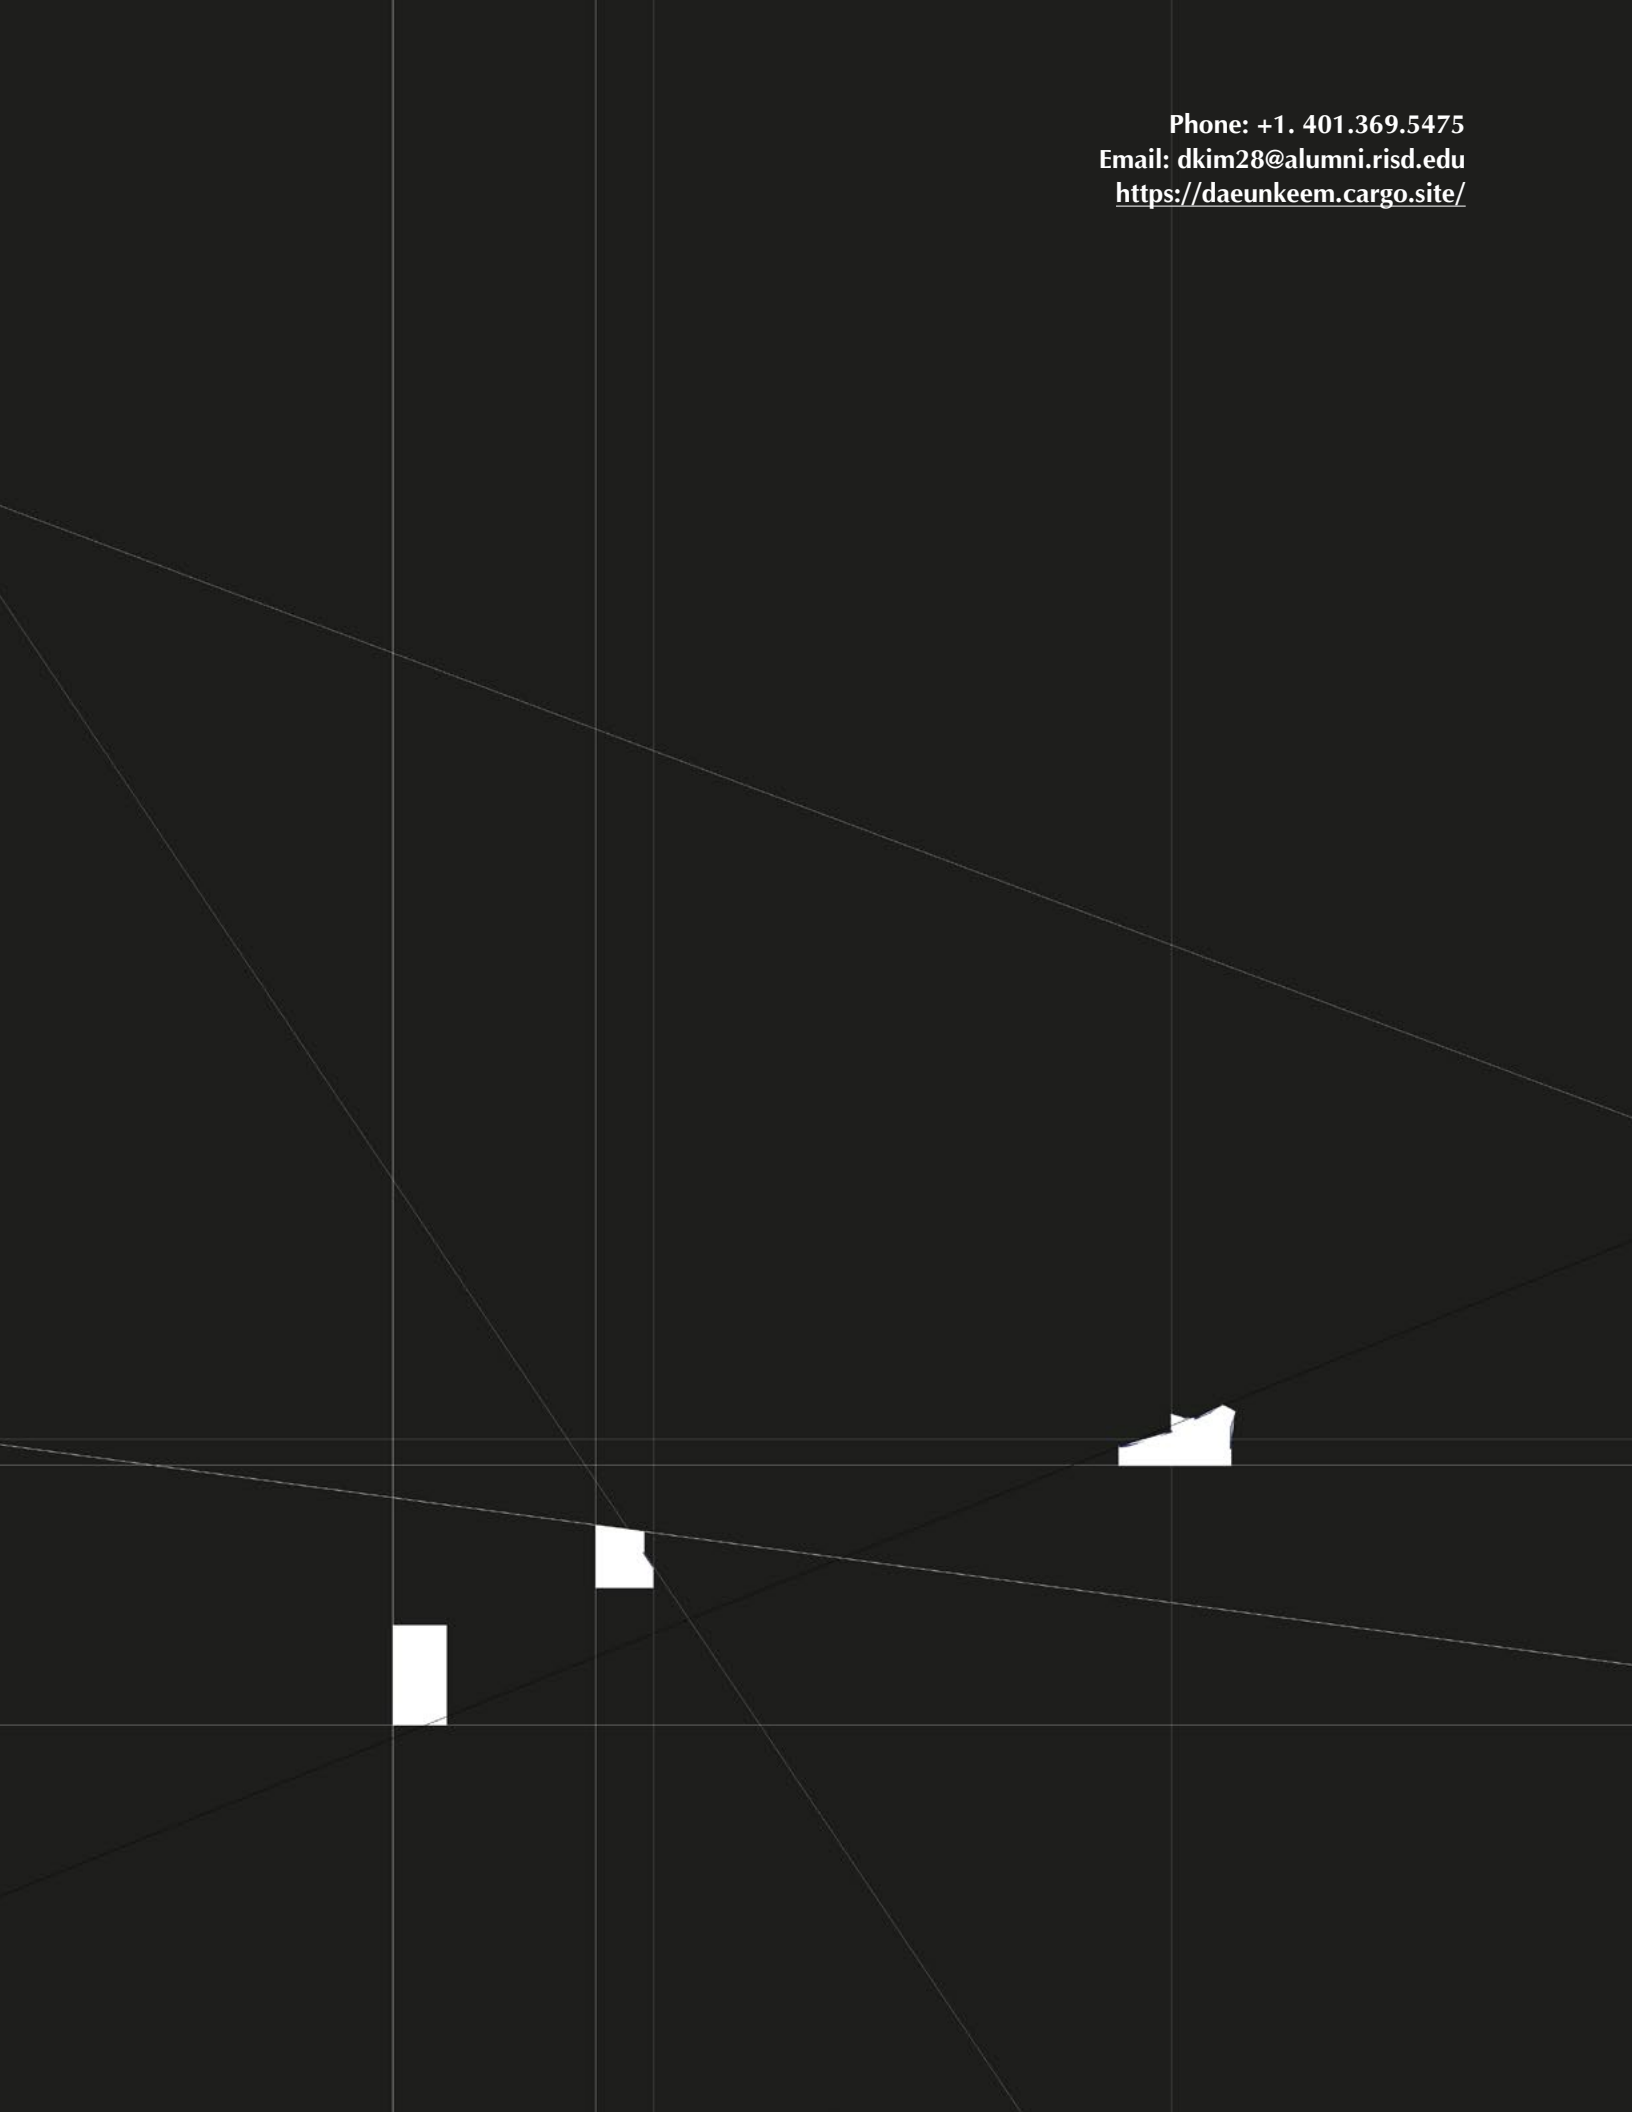 Phone: +1. 401.369.5475
Email: dkim28@alumni.risd.edu
https://daeunkeem.cargo.site/